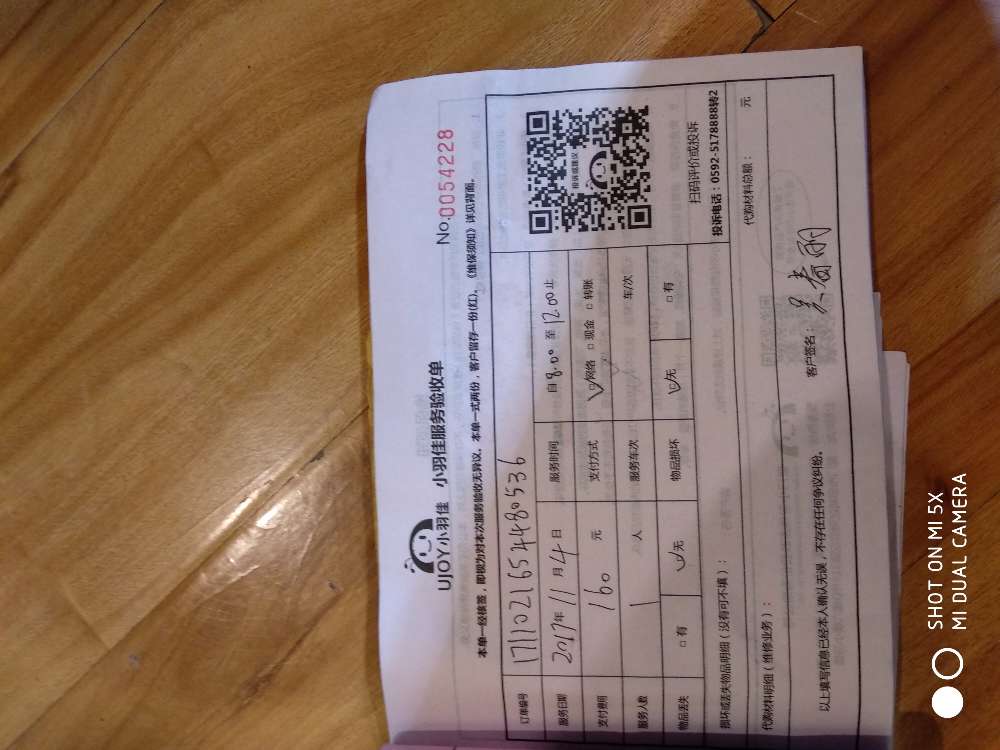 UJOY小羽佳 小羽佳服务验收单 No.0054228
本单一经核签，即视为对本次服务验收无异议。本单一式两份，客户留存一份(红)。《维保须知》详见背面。
订单编号 1711021654480536
服务日期 2017年11月4日 服务时间 自8.00至12.00止
支付费用 160元 支付方式 ☑网络 □现金 □转账
服务人数 1人 服务车次 车/次
物品丢失 □有 ☑无 物品损坏 ☑无 □有
投诉或建议
扫码评价或投诉
投诉电话：0592-5178888转2
损坏或丢失物品明细（没有可不填）：
代购材料明细（维修业务）： 代购材料总额： 元
客户签名：吴春丽
以上填写信息已经本人确认无误，不存在任何争议纠纷。
SHOT ON MI 5X
MI DUAL CAMERA